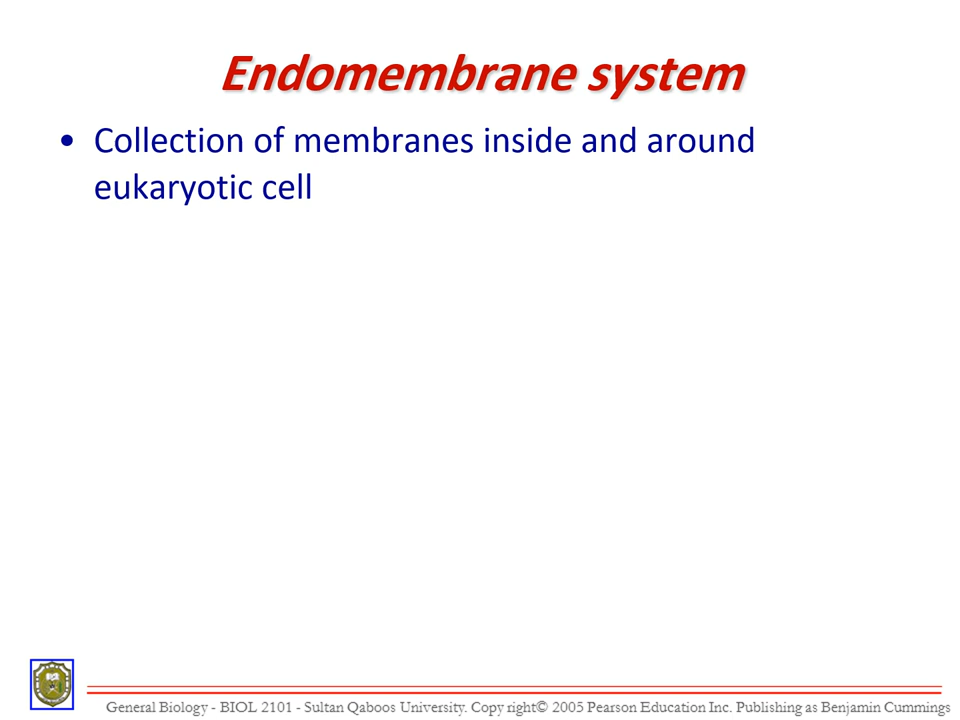 Endomembrane system
• Collection of membranes inside and around
eukaryotic cell
General Biology - BIOL 2101 - Sultan Qaboos University. Copy right© 2005 Pearson Education Inc. Publishing as Benjamin Cummings